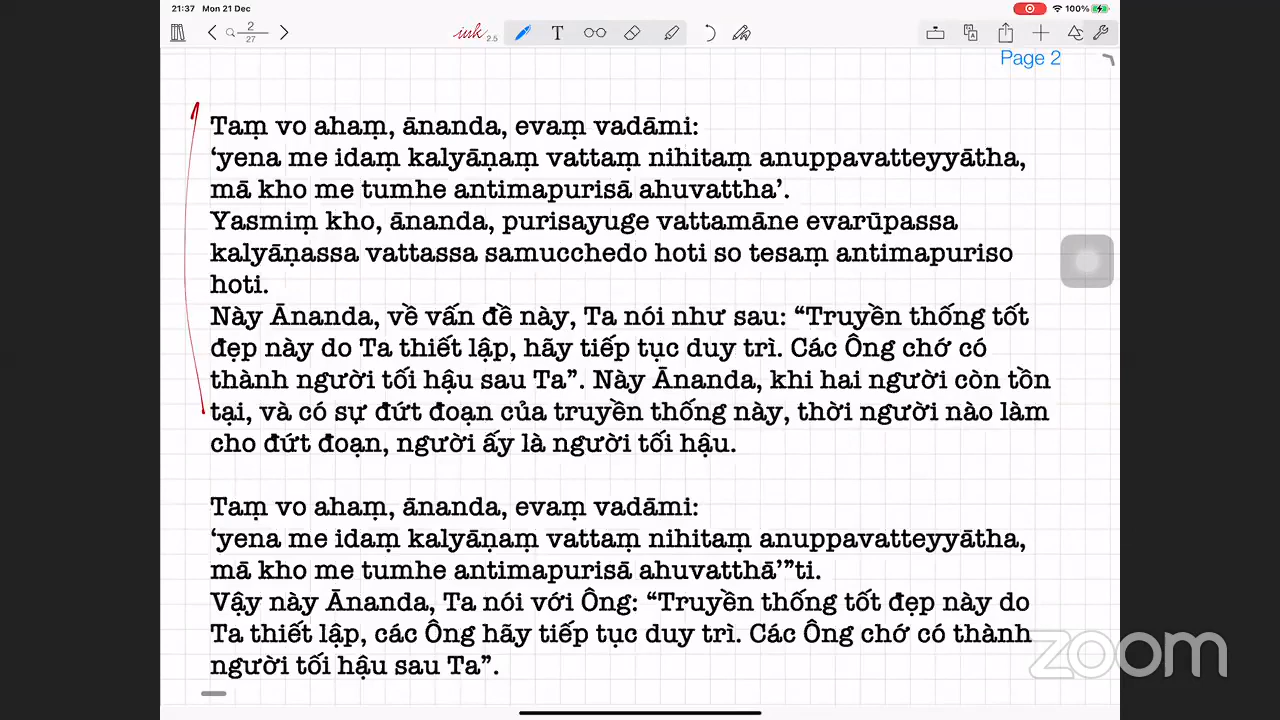 21:37 Mon 21 Dec
100%
2
27
ink 2.5
T
Page 2
Taṃ vo ahaṃ, ānanda, evaṃ vadāmi:
‘yena me idaṃ kalyāṇaṃ vattaṃ nihitaṃ anuppavatteyyātha,
mā kho me tumhe antimapurisā ahuvattha’.
Yasmiṃ kho, ānanda, purisayuge vattamāne evarūpassa
kalyāṇassa vattassa samucchedo hoti so tesaṃ antimapuriso
hoti.
Này Ānanda, về vấn đề này, Ta nói như sau: “Truyền thống tốt
đẹp này do Ta thiết lập, hãy tiếp tục duy trì. Các Ông chớ có
thành người tối hậu sau Ta”. Này Ānanda, khi hai người còn tồn
tại, và có sự đứt đoạn của truyền thống này, thời người nào làm
cho đứt đoạn, người ấy là người tối hậu.
Taṃ vo ahaṃ, ānanda, evaṃ vadāmi:
‘yena me idaṃ kalyāṇaṃ vattaṃ nihitaṃ anuppavatteyyātha,
mā kho me tumhe antimapurisā ahuvatthā’”ti.
Vậy này Ānanda, Ta nói với Ông: “Truyền thống tốt đẹp này do
Ta thiết lập, các Ông hãy tiếp tục duy trì. Các Ông chớ có thành
người tối hậu sau Ta”.
zoom